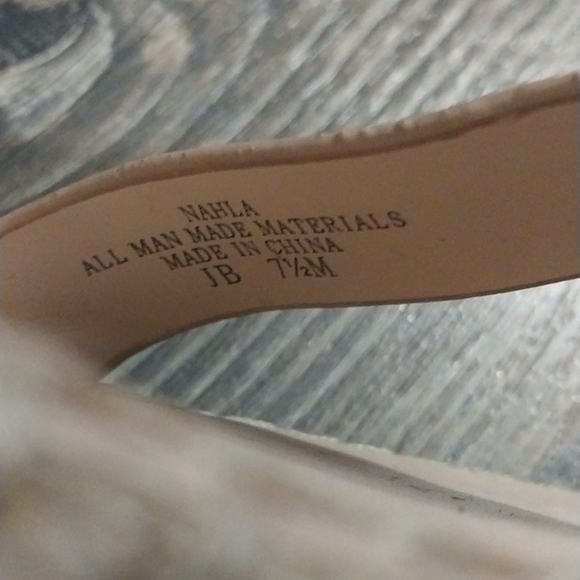 NAHLA
ALL MAN MADE MATERIALS
MADE IN CHINA
JB 7½M